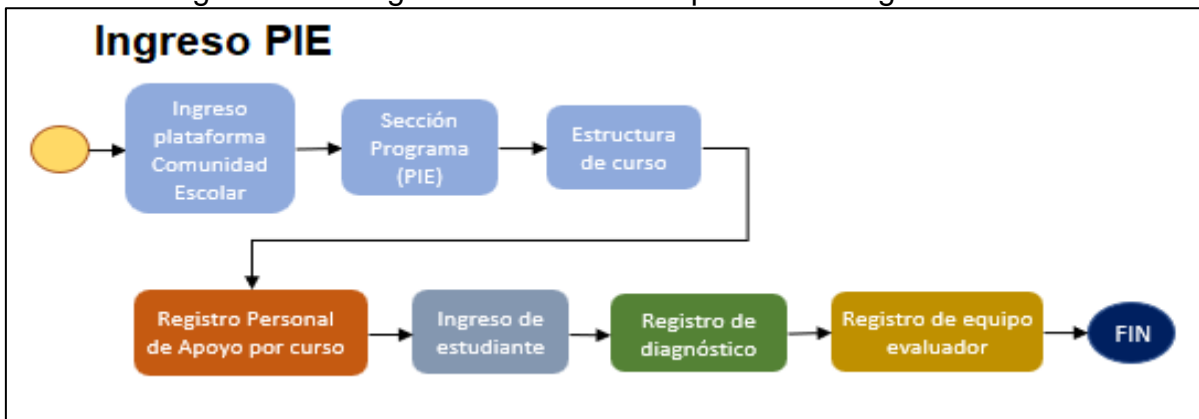 Ingreso PIE
Ingreso
plataforma
Comunidad
Escolar
Sección
Programa
(PIE)
Estructura
de curso
Registro Personal
de Apoyo por curso
Ingreso de
estudiante
Registro de
diagnóstico
Registro de equipo
evaluador
FIN